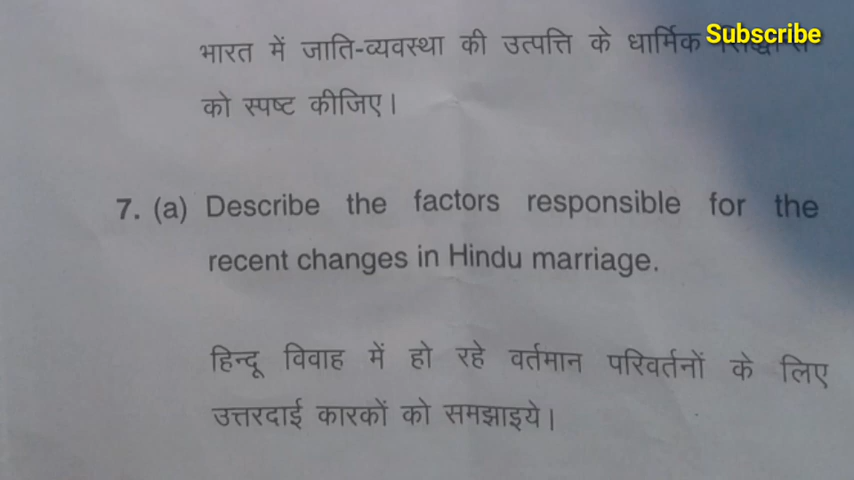 Subscribe
भारत में जाति-व्यवस्था की उत्पत्ति के धार्मिक
को स्पष्ट कीजिए।
7. (a) Describe the factors responsible for the
recent changes in Hindu marriage.
हिन्दू विवाह में हो रहे वर्तमान परिवर्तनों के लिए
उत्तरदाई कारकों को समझाइये।